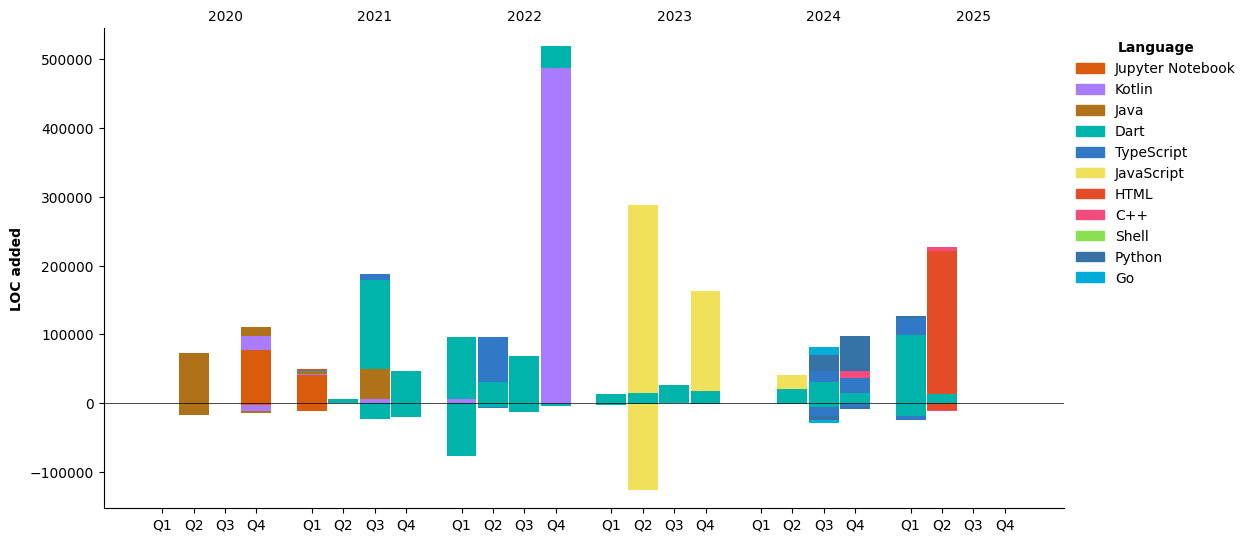 2020 2021 2022 2023 2024 2025
Language
Jupyter Notebook
Kotlin
Java
Dart
TypeScript
JavaScript
HTML
C++
Shell
Python
Go
LOC added
500000
400000
300000
200000
100000
0
−100000
Q1 Q2 Q3 Q4 Q1 Q2 Q3 Q4 Q1 Q2 Q3 Q4 Q1 Q2 Q3 Q4 Q1 Q2 Q3 Q4 Q1 Q2 Q3 Q4